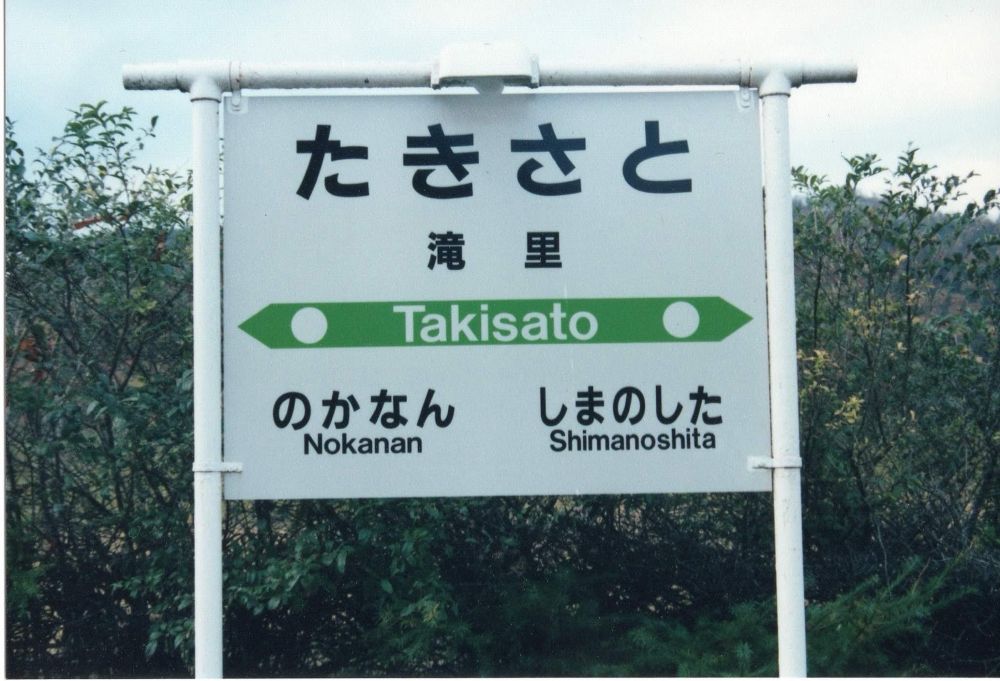 たきさと
滝里
Takisato
のかなん しまのした
Nokanan Shimanoshita